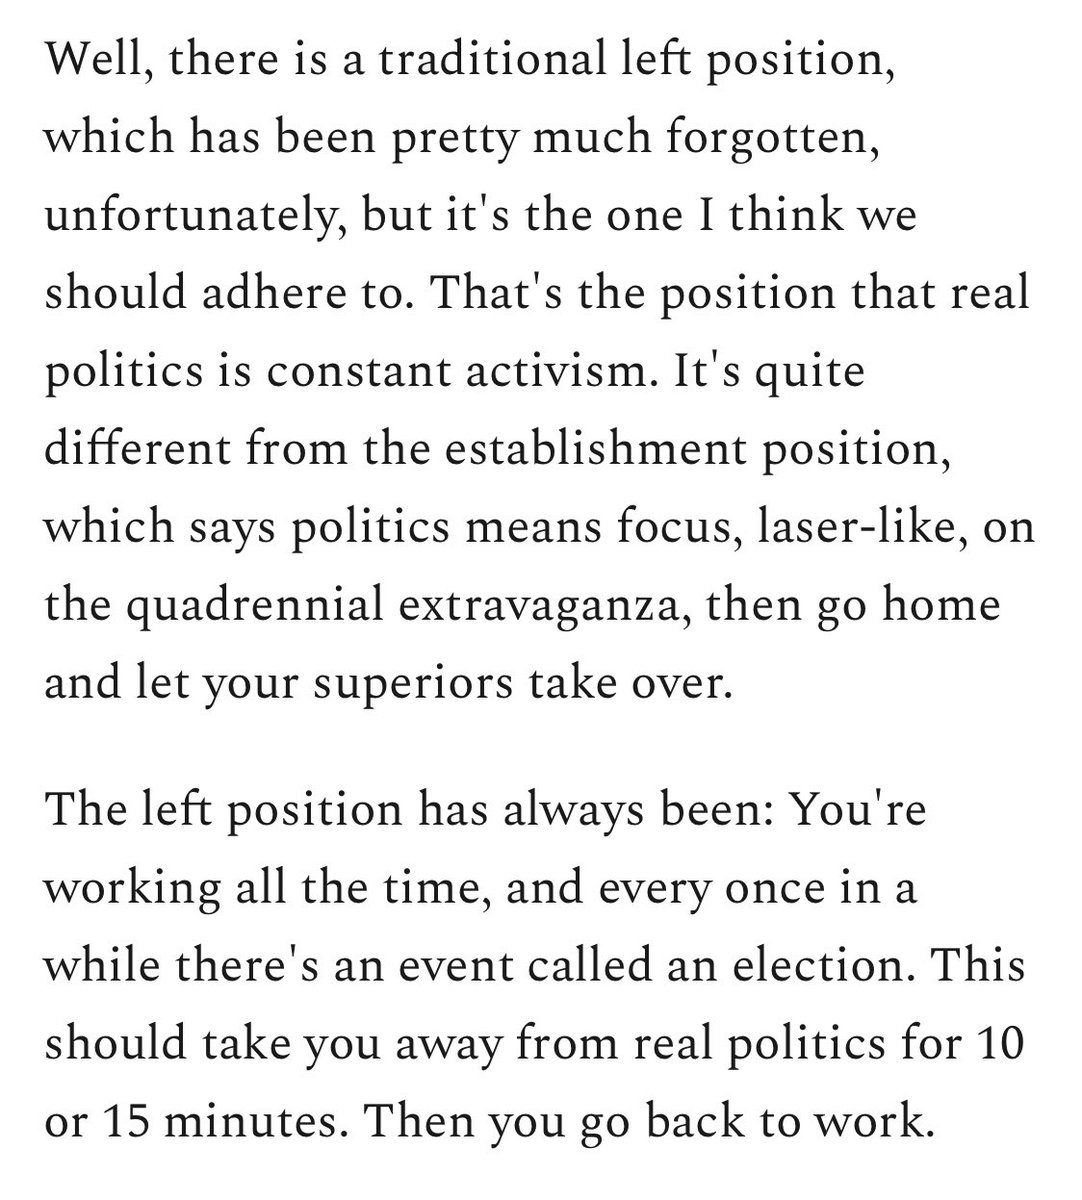 Well, there is a traditional left position,
which has been pretty much forgotten,
unfortunately, but it's the one I think we
should adhere to. That's the position that real
politics is constant activism. It's quite
different from the establishment position,
which says politics means focus, laser-like, on
the quadrennial extravaganza, then go home
and let your superiors take over.
The left position has always been: You're
working all the time, and every once in a
while there's an event called an election. This
should take you away from real politics for 10
or 15 minutes. Then you go back to work.